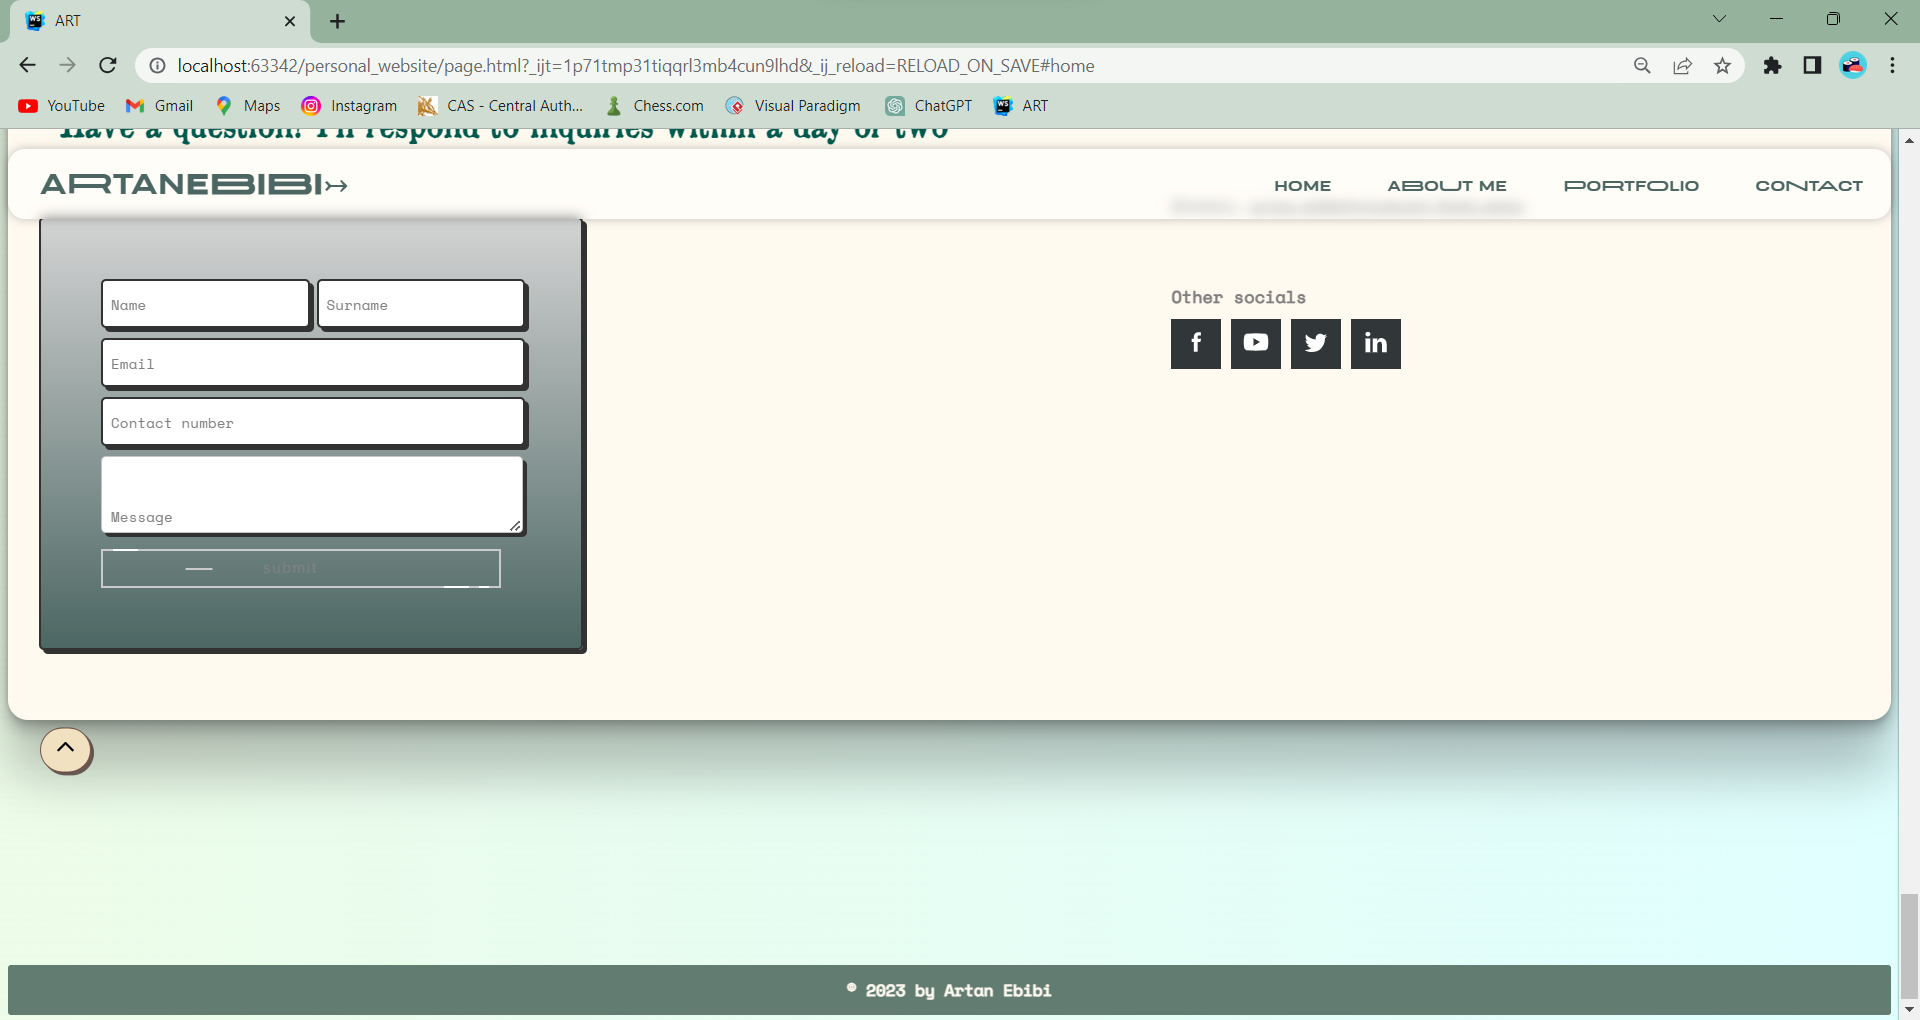 ART
localhost:63342/personal_website/page.html?_ijt=1p71tmp31tiqqrl3mb4cun9lhd&_ij_reload=RELOAD_ON_SAVE#home
YouTube Gmail Maps Instagram CAS - Central Auth... Chess.com Visual Paradigm ChatGPT ART
Have a question? I'll respond to inquiries within a day or two
ARTANEBIBI HOME ABOUT ME PORTFOLIO CONTACT
Name Surname
Other socials
Email
Contact number
Message
submit
© 2023 by Artan Ebibi